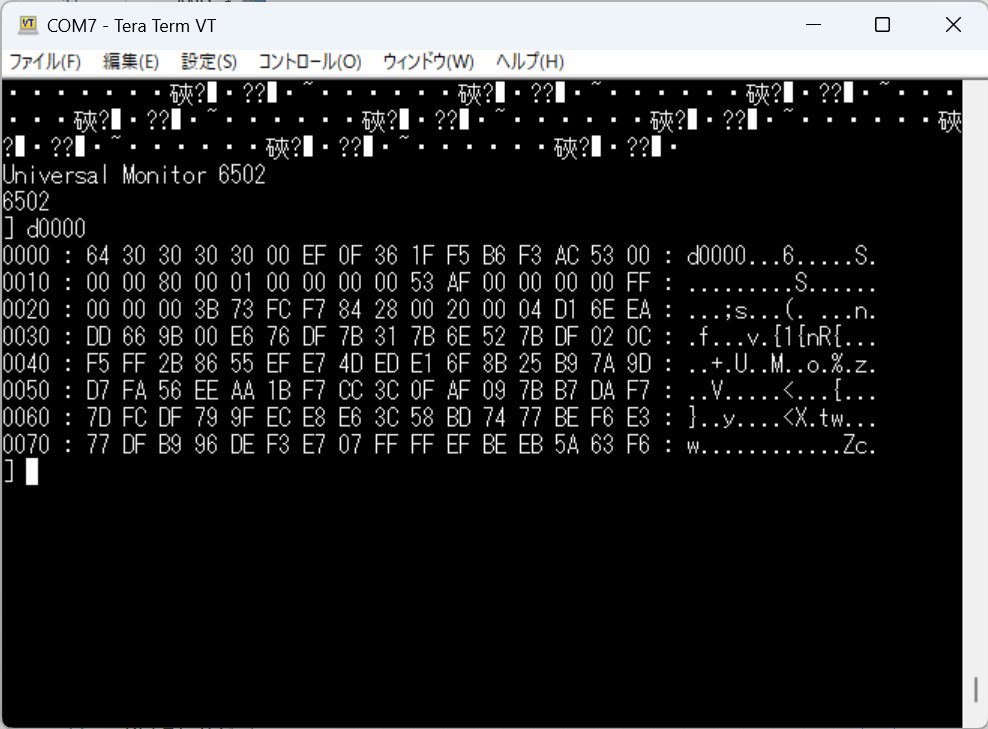 COM7 - Tera Term VT
ファイル(F) 編集(E) 設定(S) コントロール(O) ウィンドウ(W) ヘルプ(H)
・・・・・・・硤?・??・~・・・・・・硤?・??・~・・・・・・硤?・??・~・・・
・・・硤?・??・~・・・・・・硤?・??・~・・・・・・硤?・??・~・・・・・・硤
?・??・~・・・・・・硤?・??・~・・・・・・硤?・??・
Universal Monitor 6502
6502
] d0000
0000 : 64 30 30 30 30 00 EF 0F 36 1F F5 B6 F3 AC 53 00 : d0000...6.....S.
0010 : 00 00 80 00 01 00 00 00 00 53 AF 00 00 00 00 FF : .........S......
0020 : 00 00 00 3B 73 FC F7 84 28 00 20 00 04 D1 6E EA : ...;s...(. ...n.
0030 : DD 66 9B 00 E6 76 DF 7B 31 7B 6E 52 7B DF 02 0C : .f...v.{1{nR{...
0040 : F5 FF 2B 86 55 EF E7 4D ED E1 6F 8B 25 B9 7A 9D : ..+.U..M..o.%.z.
0050 : D7 FA 56 EE AA 1B F7 CC 3C 0F AF 09 7B B7 DA F7 : ..V.....<...{...
0060 : 7D FC DF 79 9F EC E8 E6 3C 58 BD 74 77 BE F6 E3 : }..y....<X.tw...
0070 : 77 DF B9 96 DE F3 E7 07 FF FF EF BE EB 5A 63 F6 : w............Zc.
]